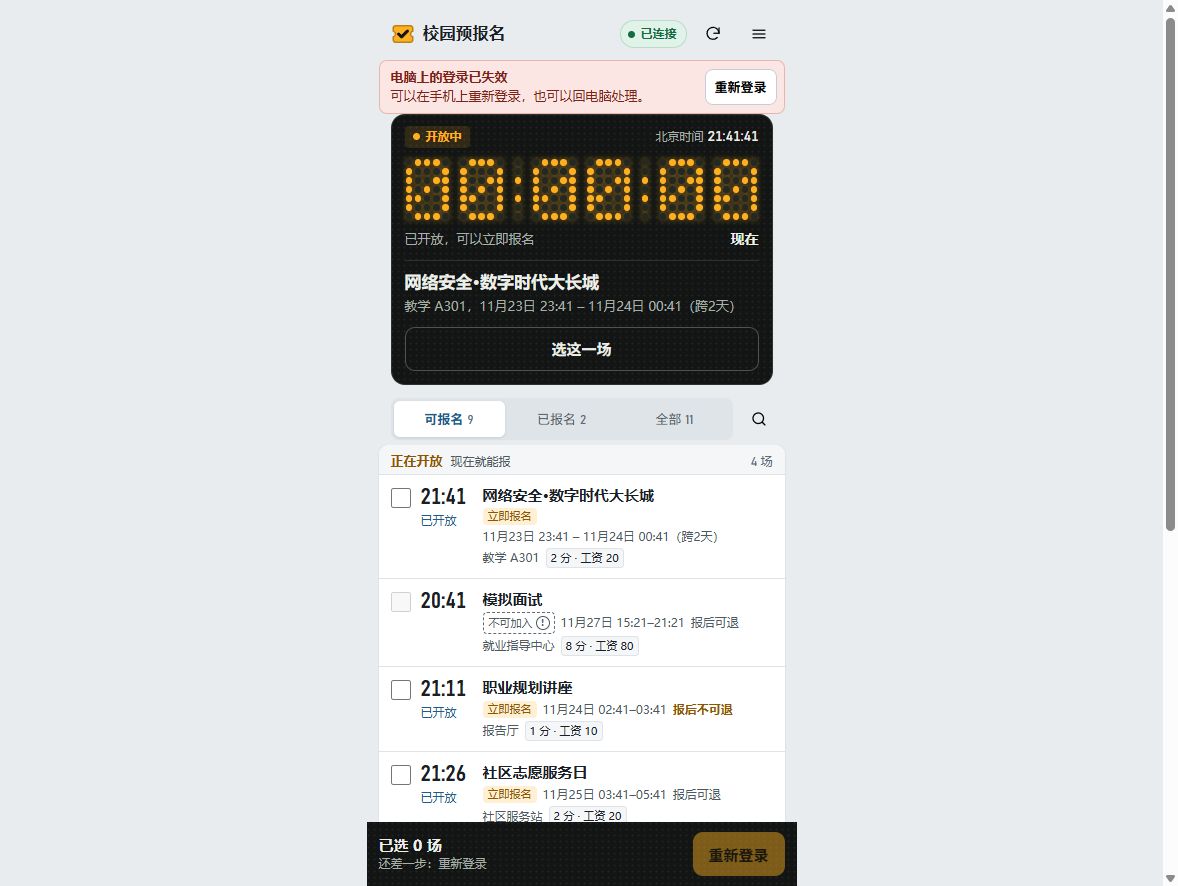 校园预报名
已连接
电脑上的登录已失效
可以在手机上重新登录，也可以回电脑处理。
重新登录
开放中
北京时间 21:41:41
00:00:00
已开放，可以立即报名
现在
网络安全•数字时代大长城
教学 A301，11月23日 23:41 – 11月24日 00:41（跨2天）
选这一场
可报名 9
已报名 2
全部 11
正在开放 现在就能报
4 场
21:41
已开放
网络安全•数字时代大长城
立即报名
11月23日 23:41 – 11月24日 00:41（跨2天）
教学 A301 2 分 · 工资 20
20:41
模拟面试
不可加入 11月27日 15:21–21:21 报后可退
就业指导中心 8 分 · 工资 80
21:11
已开放
职业规划讲座
立即报名 11月24日 02:41–03:41 报后不可退
报告厅 1 分 · 工资 10
21:26
已开放
社区志愿服务日
立即报名 11月25日 03:41–05:41 报后可退
社区服务站 2 分 · 工资 20
已选 0 场
还差一步：重新登录
重新登录